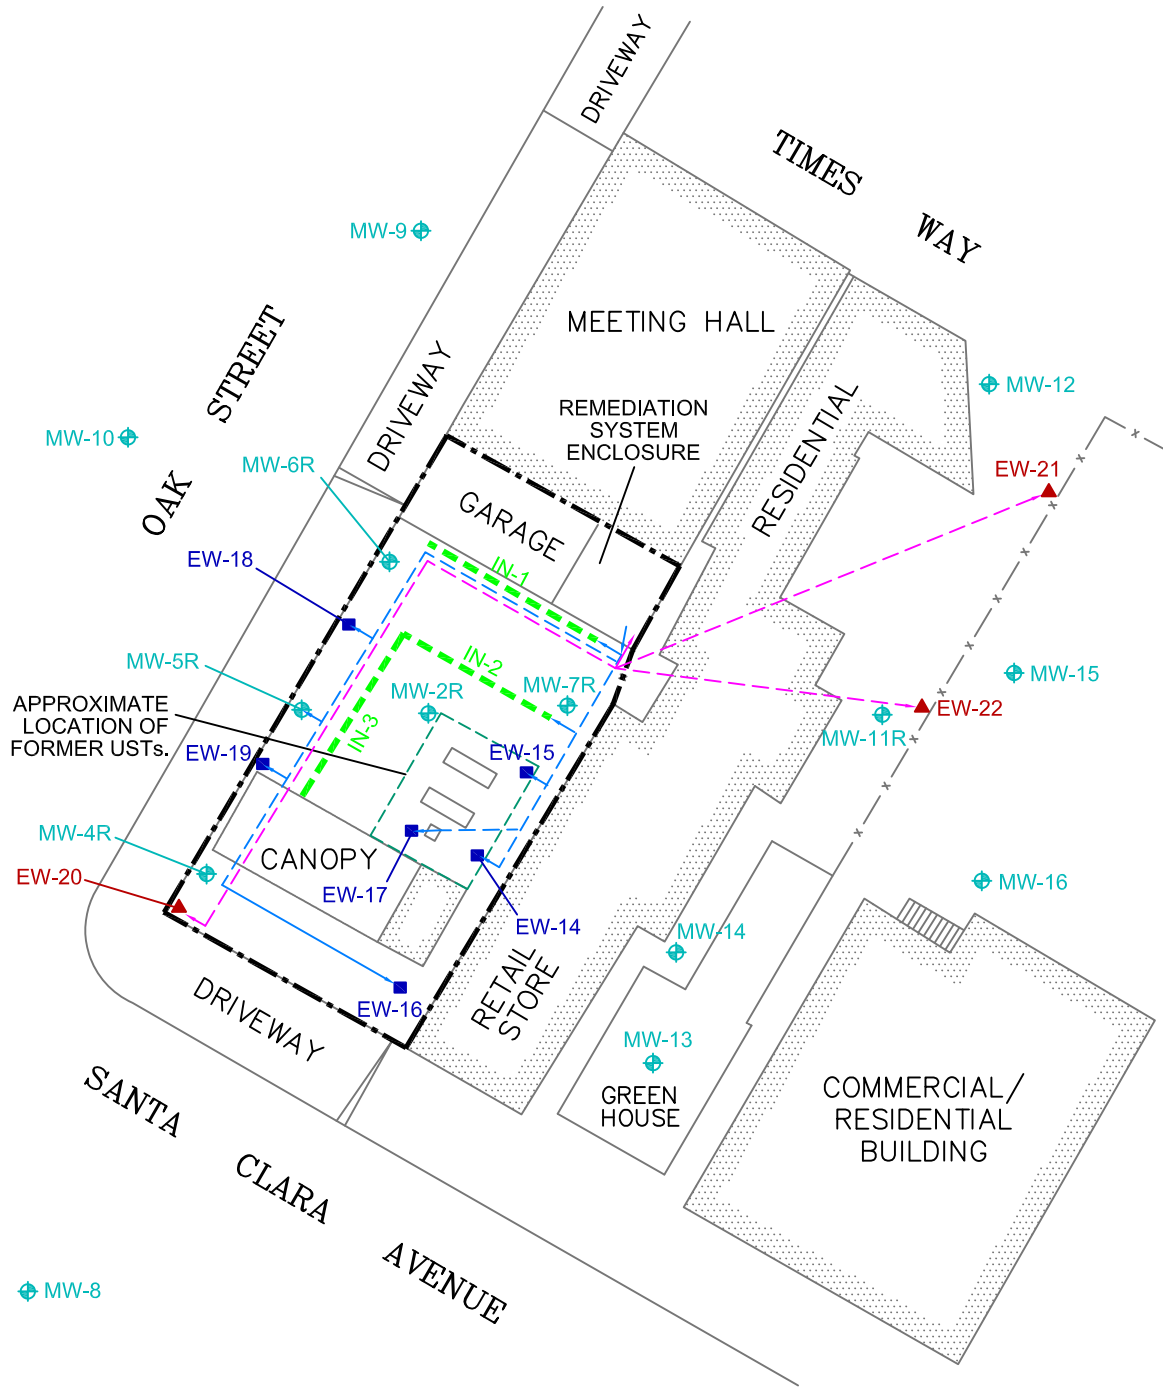 DRIVEWAY
TIMES
WAY
MW-9
MEETING HALL
STREET
OAK
DRIVEWAY
MW-12
REMEDIATION
SYSTEM
ENCLOSURE
RESIDENTIAL
MW-10
MW-6R
EW-21
GARAGE
EW-18
IN-1
MW-5R
IN-2
MW-15
APPROXIMATE
LOCATION OF
FORMER USTs.
MW-2R
MW-7R
EW-22
MW-11R
IN-3
EW-19
EW-15
MW-4R
CANOPY
EW-20
EW-17
MW-16
EW-14
MW-14
RETAIL
STORE
DRIVEWAY
EW-16
MW-13
GREEN
HOUSE
COMMERCIAL/
RESIDENTIAL
BUILDING
SANTA
CLARA
AVENUE
MW-8